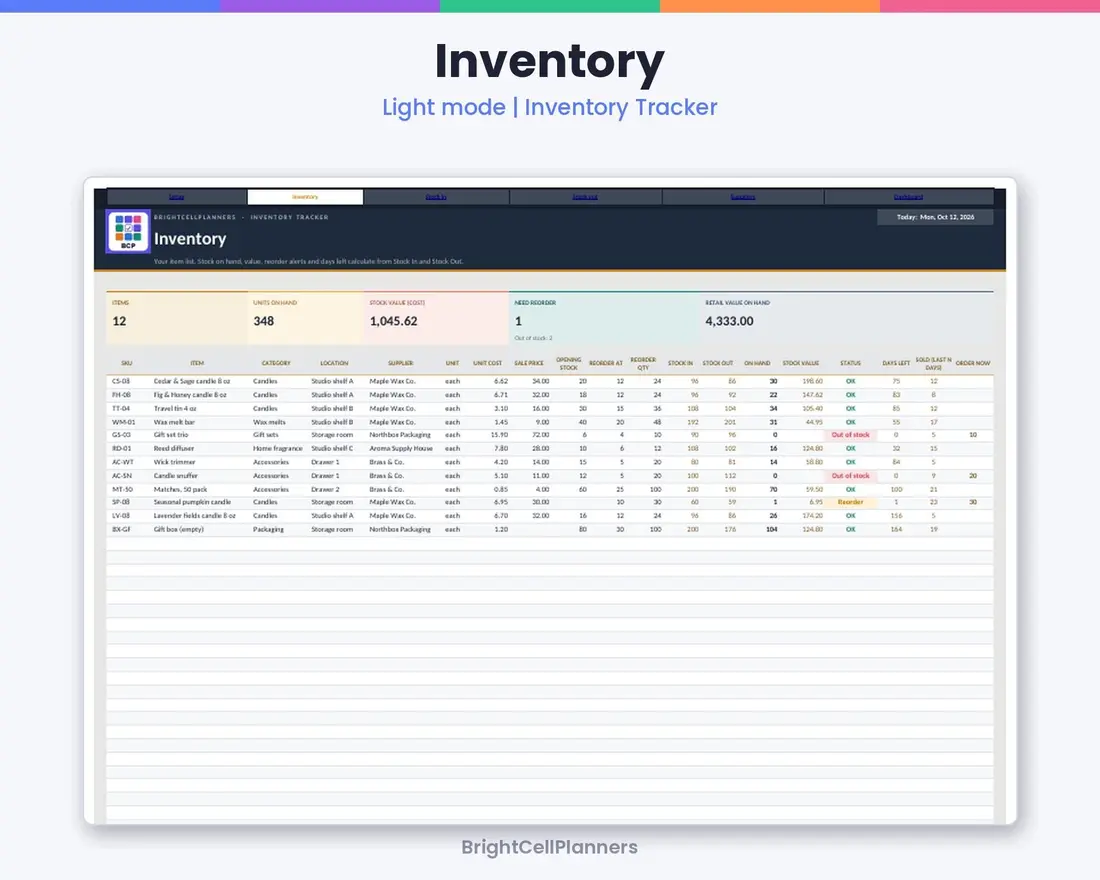 Inventory
Light mode | Inventory Tracker
Setup Inventory Stock In Stock Out Suppliers Dashboard
BRIGHTCELLPLANNERS - INVENTORY TRACKER
Today: Mon, Oct 12, 2026
BCP
Inventory
Your item list. Stock on hand, value, reorder alerts and days left calculate from Stock In and Stock Out.
ITEMS UNITS ON HAND STOCK VALUE (COST) NEED REORDER RETAIL VALUE ON HAND
12 348 1,045.62 1 4,333.00
Out of stock: 2
SKU ITEM CATEGORY LOCATION SUPPLIER UNIT UNIT COST SALE PRICE OPENING STOCK REORDER AT REORDER QTY STOCK IN STOCK OUT ON HAND STOCK VALUE STATUS DAYS LEFT SOLD (LAST N DAYS) ORDER NOW
CS-08 Cedar & Sage candle 8 oz Candles Studio shelf A Maple Wax Co. each 6.62 34.00 20 12 24 96 86 30 198.60 OK 75 12
FH-08 Fig & Honey candle 8 oz Candles Studio shelf A Maple Wax Co. each 6.71 32.00 18 12 24 96 92 22 147.62 OK 83 8
TT-04 Travel tin 4 oz Candles Studio shelf B Maple Wax Co. each 3.10 16.00 30 15 36 108 104 34 105.40 OK 85 12
WM-01 Wax melt bar Wax melts Studio shelf B Maple Wax Co. each 1.45 9.00 40 20 48 192 201 31 44.95 OK 55 17
GS-03 Gift set trio Gift sets Storage room Northbox Packaging each 15.90 72.00 6 4 10 90 96 0 Out of stock 0 5 10
RD-01 Reed diffuser Home fragrance Studio shelf C Aroma Supply House each 7.80 28.00 10 6 12 108 102 16 124.80 OK 32 15
AC-WT Wick trimmer Accessories Drawer 1 Brass & Co. each 4.20 14.00 15 5 20 80 81 14 58.80 OK 84 5
AC-SN Candle snuffer Accessories Drawer 1 Brass & Co. each 5.10 11.00 12 5 20 100 112 0 Out of stock 0 9 20
MT-50 Matches, 50 pack Accessories Drawer 2 Brass & Co. each 0.85 4.00 60 25 100 200 190 70 59.50 OK 100 21
SP-08 Seasonal pumpkin candle Candles Storage room Maple Wax Co. each 6.95 30.00 10 30 60 59 1 6.95 Reorder 1 23 30
LV-08 Lavender fields candle 8 oz Candles Studio shelf A Maple Wax Co. each 6.70 32.00 16 12 24 96 86 26 174.20 OK 156 5
BX-GF Gift box (empty) Packaging Storage room Northbox Packaging each 1.20 80 30 100 200 176 104 124.80 OK 164 19
BrightCellPlanners